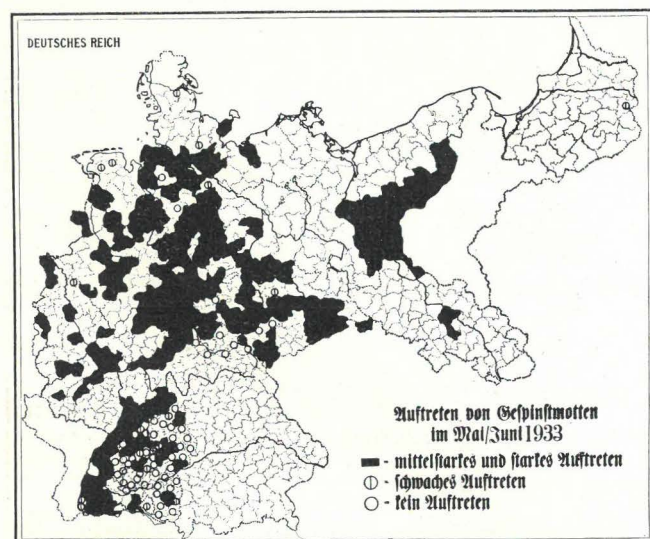 DEUTSCHES REICH
Auftreten von Gespinstmotten
im Mai/Juni 1933
- mittelstarkes und starkes Auftreten
- schwaches Auftreten
- kein Auftreten